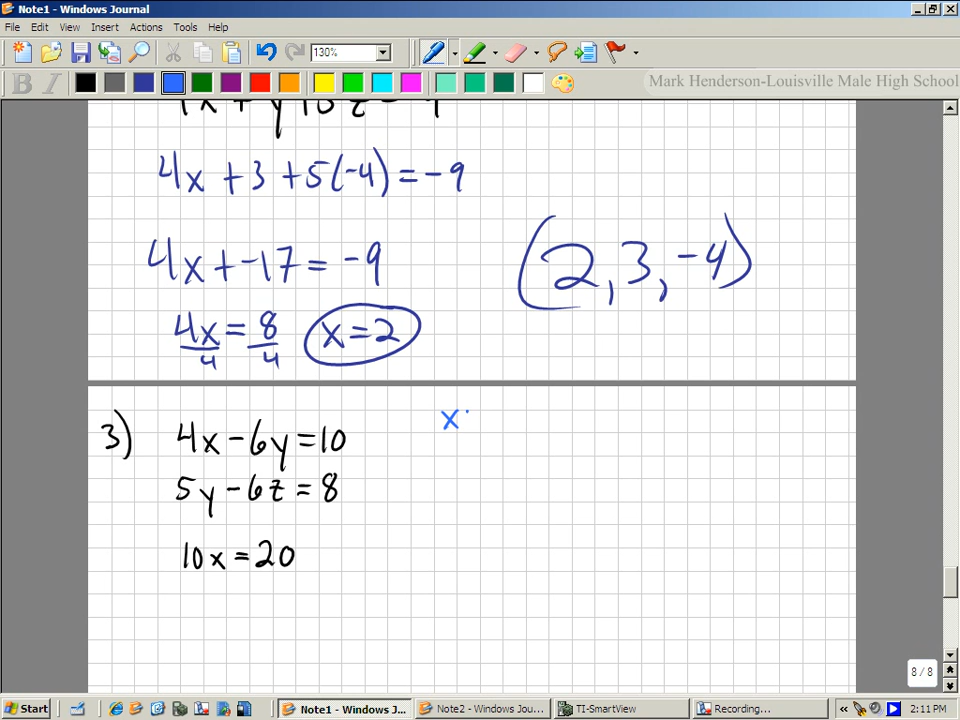 Note1 - Windows Journal
File Edit View Insert Actions Tools Help
130%
B I
Mark Henderson-Louisville Male High School
4x + 3 + 5(-4) = -9
4x + -17 = -9
(2, 3, -4)
4x = 8
4 4
x = 2
3) 4x - 6y = 10
x
5y - 6z = 8
10x = 20
8 / 8
Start
Note1 - Windows J...
Note2 - Windows Jou...
TI-SmartView
Recording...
2:11 PM